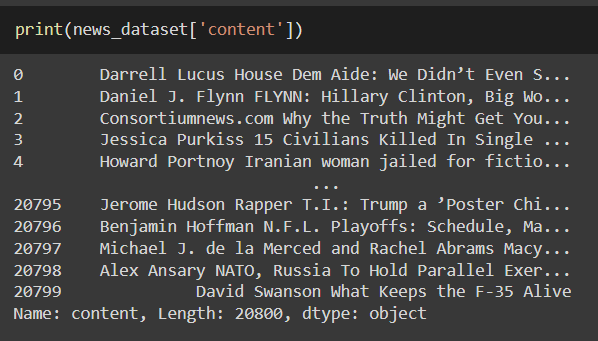 print(news_dataset['content'])
0 Darrell Lucus House Dem Aide: We Didn’t Even S...
1 Daniel J. Flynn FLYNN: Hillary Clinton, Big Wo...
2 Consortiumnews.com Why the Truth Might Get You...
3 Jessica Purkiss 15 Civilians Killed In Single ...
4 Howard Portnoy Iranian woman jailed for fictio...
...
20795 Jerome Hudson Rapper T.I.: Trump a ’Poster Chi...
20796 Benjamin Hoffman N.F.L. Playoffs: Schedule, Ma...
20797 Michael J. de la Merced and Rachel Abrams Macy...
20798 Alex Ansary NATO, Russia To Hold Parallel Exer...
20799 David Swanson What Keeps the F-35 Alive
Name: content, Length: 20800, dtype: object